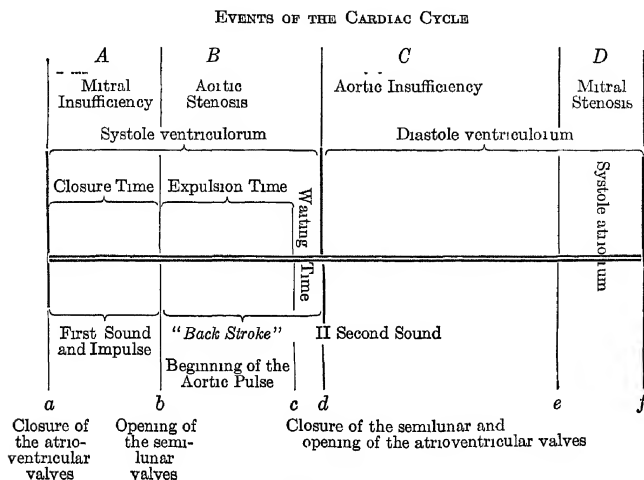 EVENTS OF THE CARDIAC CYCLE
A B C D
Mitral
Insufficiency
Aortic
Stenosis
Aortic Insufficiency
Mitral
Stenosis
Systole ventriculorum
Diastole ventriculorum
Closure Time
Expulsion Time
Waiting
Time
Systole atriorum
First Sound
and Impulse
"Back Stroke"
Beginning of the
Aortic Pulse
II Second Sound
a b c d e f
Closure of
the atrio-
ventricular
valves
Opening of
the semi-
lunar
valves
Closure of the semilunar and
opening of the atrioventricular valves